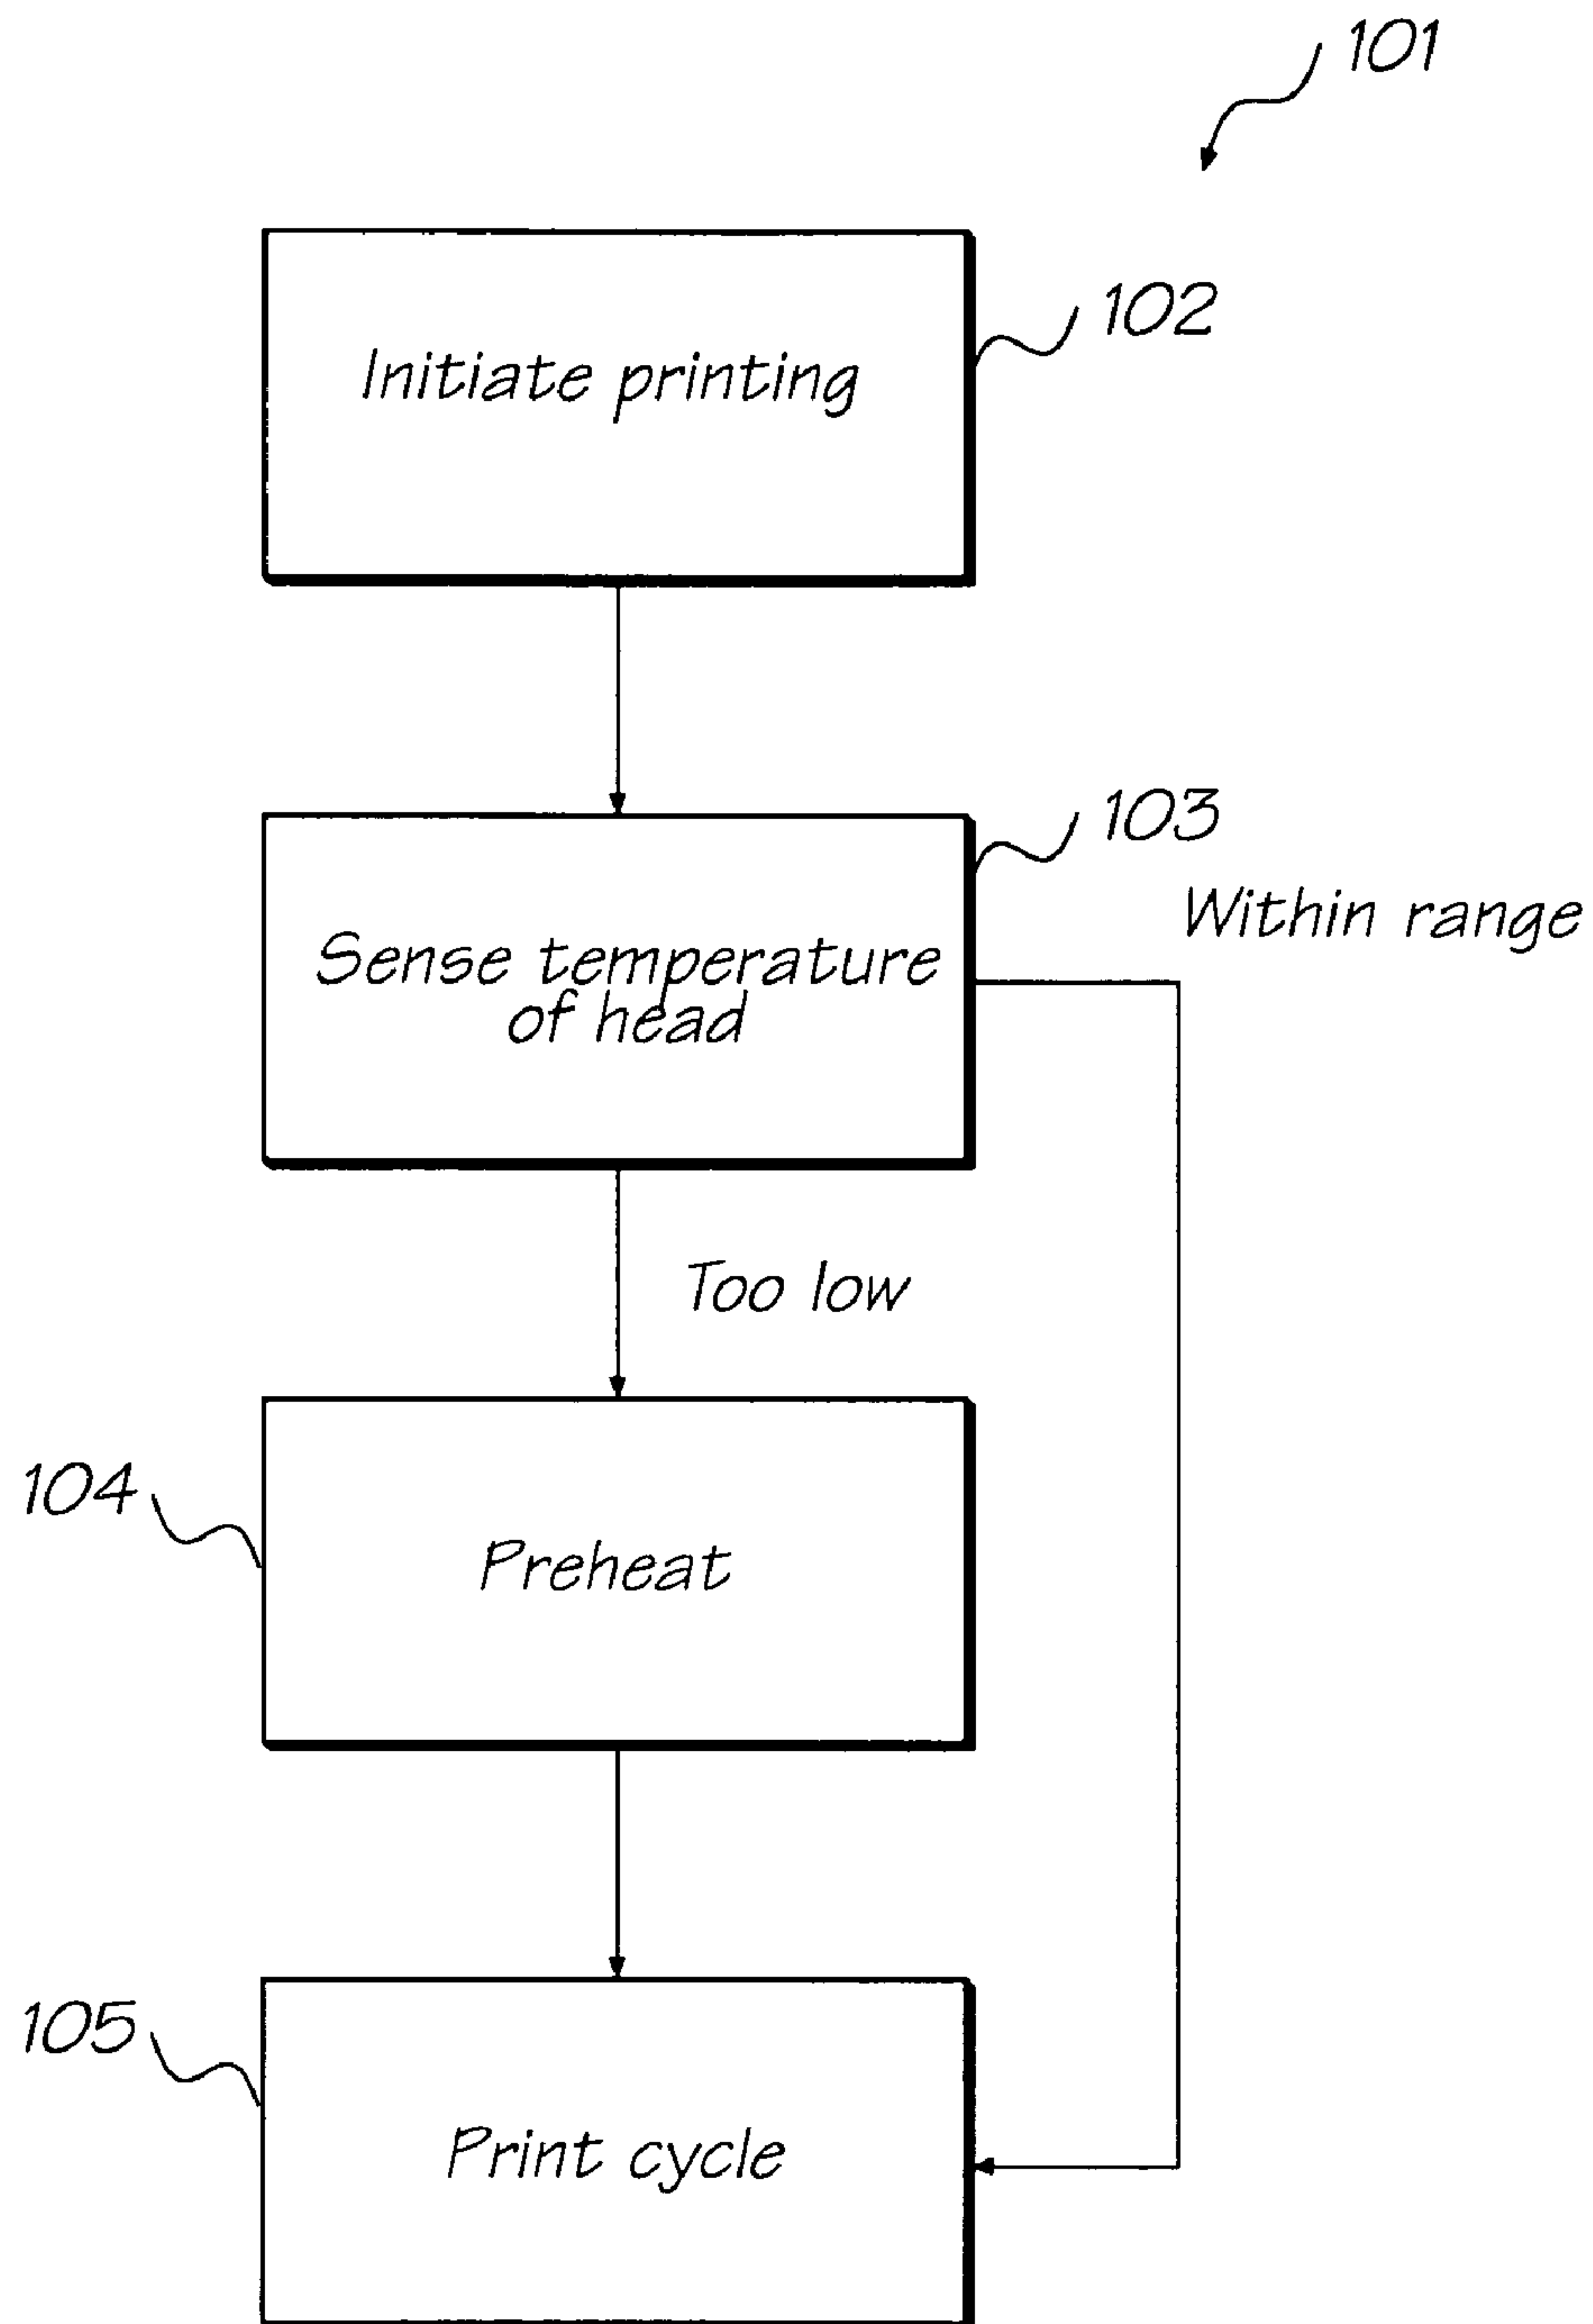 101
Initiate printing
102
103
Within range
Sense temperature
of head
Too low
104
Preheat
105
Print cycle